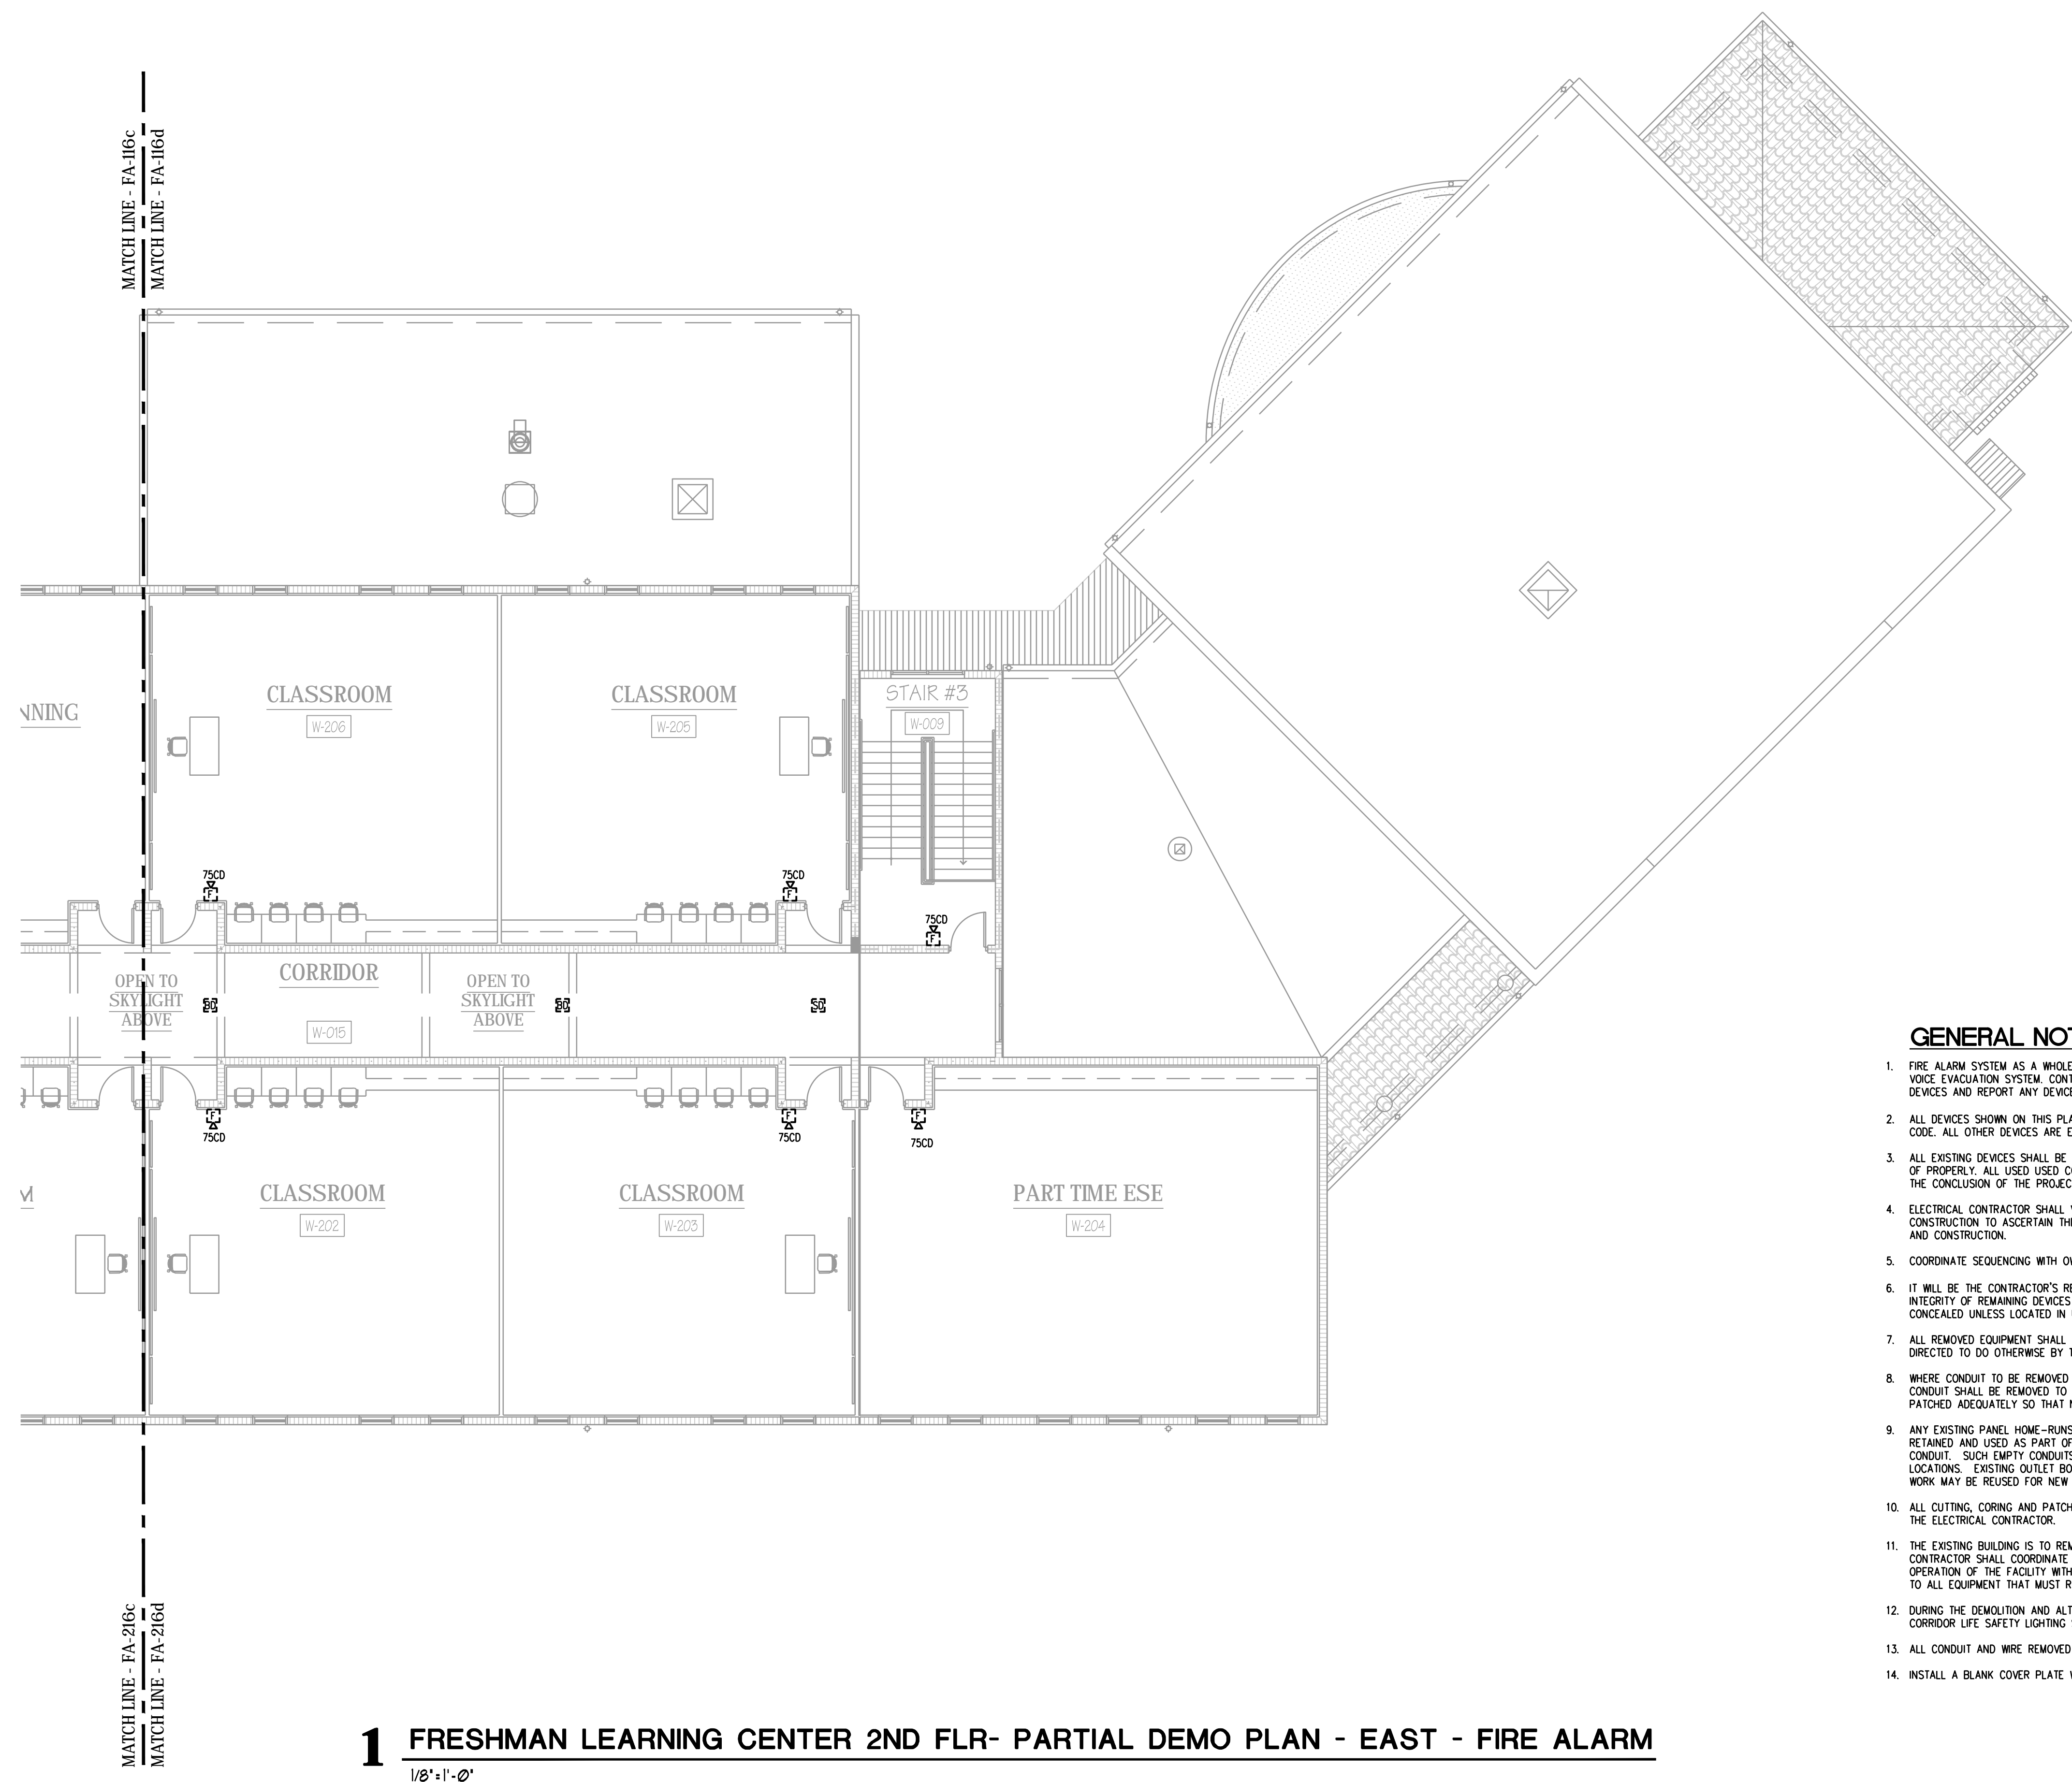 MATCH LINE - FA-116c
MATCH LINE - FA-116d
NNING
CLASSROOM
W-206
CLASSROOM
W-205
STAIR #3
W-009
75CD
F
75CD
F
75CD
F
OPEN TO
SKYLIGHT
ABOVE
CORRIDOR
W-015
OPEN TO
SKYLIGHT
ABOVE
SD
F
75CD
F
75CD
F
75CD
CLASSROOM
W-202
CLASSROOM
W-203
PART TIME ESE
W-204
MATCH LINE - FA-216c
MATCH LINE - FA-216d
GENERAL NOT
1. FIRE ALARM SYSTEM AS A WHOLE
VOICE EVACUATION SYSTEM. CONT
DEVICES AND REPORT ANY DEVICE
2. ALL DEVICES SHOWN ON THIS PLA
CODE. ALL OTHER DEVICES ARE E
3. ALL EXISTING DEVICES SHALL BE
OF PROPERLY. ALL USED USED CO
THE CONCLUSION OF THE PROJEC
4. ELECTRICAL CONTRACTOR SHALL V
CONSTRUCTION TO ASCERTAIN THE
AND CONSTRUCTION.
5. COORDINATE SEQUENCING WITH OW
6. IT WILL BE THE CONTRACTOR'S RE
INTEGRITY OF REMAINING DEVICES
CONCEALED UNLESS LOCATED IN
7. ALL REMOVED EQUIPMENT SHALL
DIRECTED TO DO OTHERWISE BY T
8. WHERE CONDUIT TO BE REMOVED
CONDUIT SHALL BE REMOVED TO
PATCHED ADEQUATELY SO THAT N
9. ANY EXISTING PANEL HOME-RUNS
RETAINED AND USED AS PART OF
CONDUIT. SUCH EMPTY CONDUITS
LOCATIONS. EXISTING OUTLET BO
WORK MAY BE REUSED FOR NEW
10. ALL CUTTING, CORING AND PATCH
THE ELECTRICAL CONTRACTOR.
11. THE EXISTING BUILDING IS TO REM
CONTRACTOR SHALL COORDINATE
OPERATION OF THE FACILITY WITH
TO ALL EQUIPMENT THAT MUST R
12. DURING THE DEMOLITION AND ALT
CORRIDOR LIFE SAFETY LIGHTING
13. ALL CONDUIT AND WIRE REMOVED
14. INSTALL A BLANK COVER PLATE W
1 FRESHMAN LEARNING CENTER 2ND FLR- PARTIAL DEMO PLAN - EAST - FIRE ALARM
1/8"=1'-0"